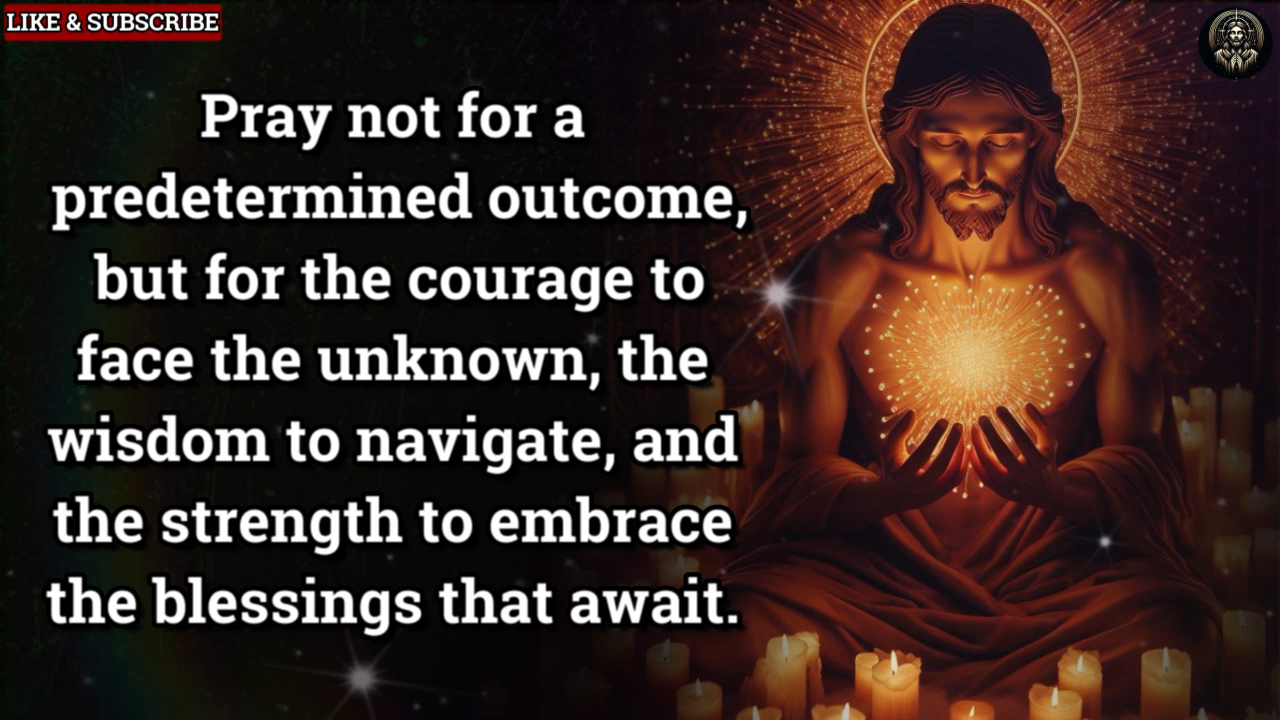 LIKE & SUBSCRIBE
Pray not for a
predetermined outcome,
but for the courage to
face the unknown, the
wisdom to navigate, and
the strength to embrace
the blessings that await.